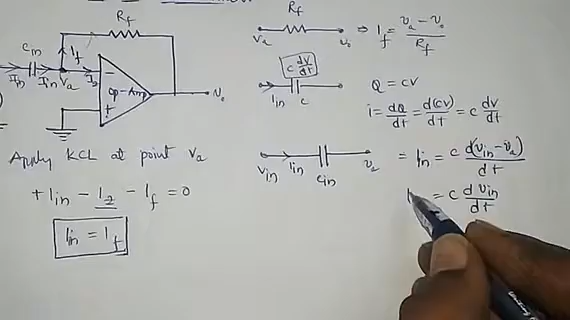 Rf
Cin
If
Iin
Iin
Va
I2
Op-Amp
−
+
Vo
Apply KCL at point Va
+ Iin − I2 − If = 0
Iin = If
Rf
Va
Vo
⇒ If = Va − Vo / Rf
C dV/dt
Iin
C
Q = CV
i = dQ/dt = d(CV)/dt = C dV/dt
Vin
Iin
Cin
Va
= Iin = C d(Vin − Va)/dt
I = C dVin/dt